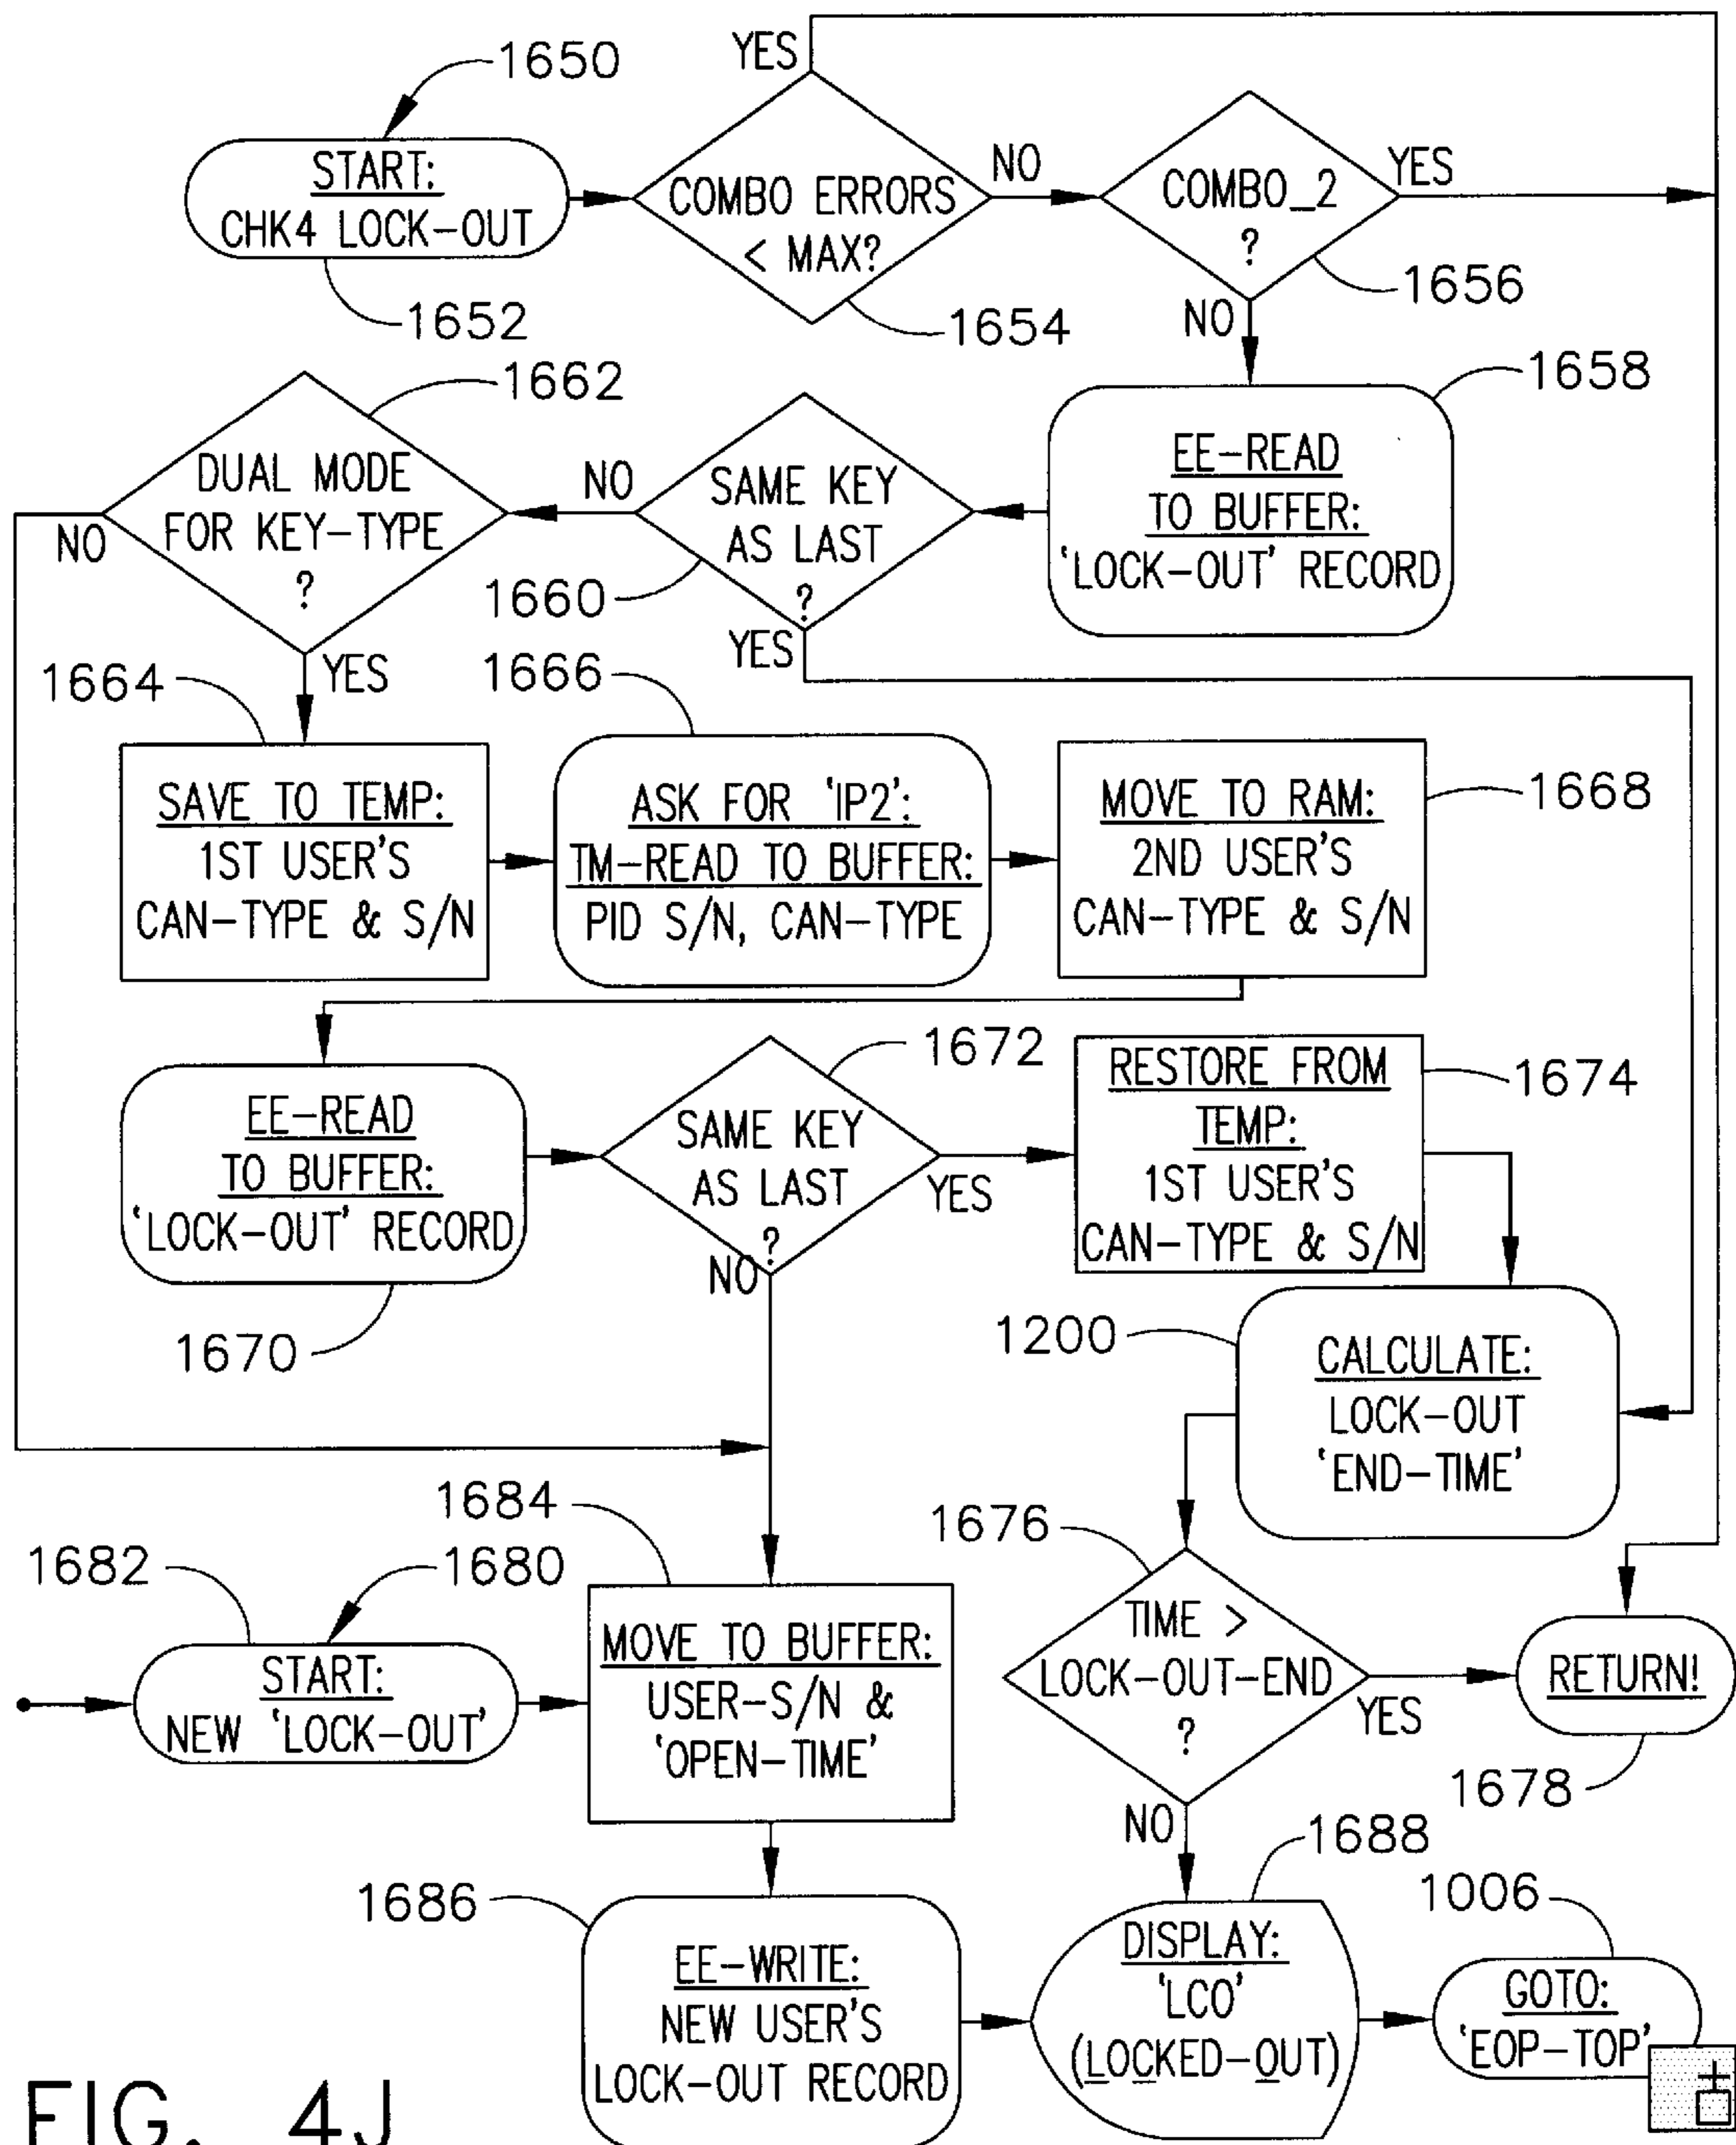 1650
START:
CHK4 LOCK-OUT
1652
YES
COMBO ERRORS
< MAX?
1654
NO
COMBO_2
?
1656
YES
NO
1658
EE-READ
TO BUFFER:
'LOCK-OUT' RECORD
SAME KEY
AS LAST
?
1660
NO
YES
1662
DUAL MODE
FOR KEY-TYPE
?
NO
YES
1664
SAVE TO TEMP:
1ST USER'S
CAN-TYPE & S/N
1666
ASK FOR 'IP2':
TM-READ TO BUFFER:
PID S/N, CAN-TYPE
1668
MOVE TO RAM:
2ND USER'S
CAN-TYPE & S/N
EE-READ
TO BUFFER:
'LOCK-OUT' RECORD
1670
1672
SAME KEY
AS LAST
?
NO
YES
1674
RESTORE FROM
TEMP:
1ST USER'S
CAN-TYPE & S/N
1200
CALCULATE:
LOCK-OUT
'END-TIME'
1676
TIME >
LOCK-OUT-END
?
YES
NO
RETURN!
1678
1682
1680
START:
NEW 'LOCK-OUT'
1684
MOVE TO BUFFER:
USER-S/N &
'OPEN-TIME'
1686
EE-WRITE:
NEW USER'S
LOCK-OUT RECORD
1688
DISPLAY:
'LCO'
(LOCKED-OUT)
1006
GOTO:
'EOP-TOP'
FIG. 4J